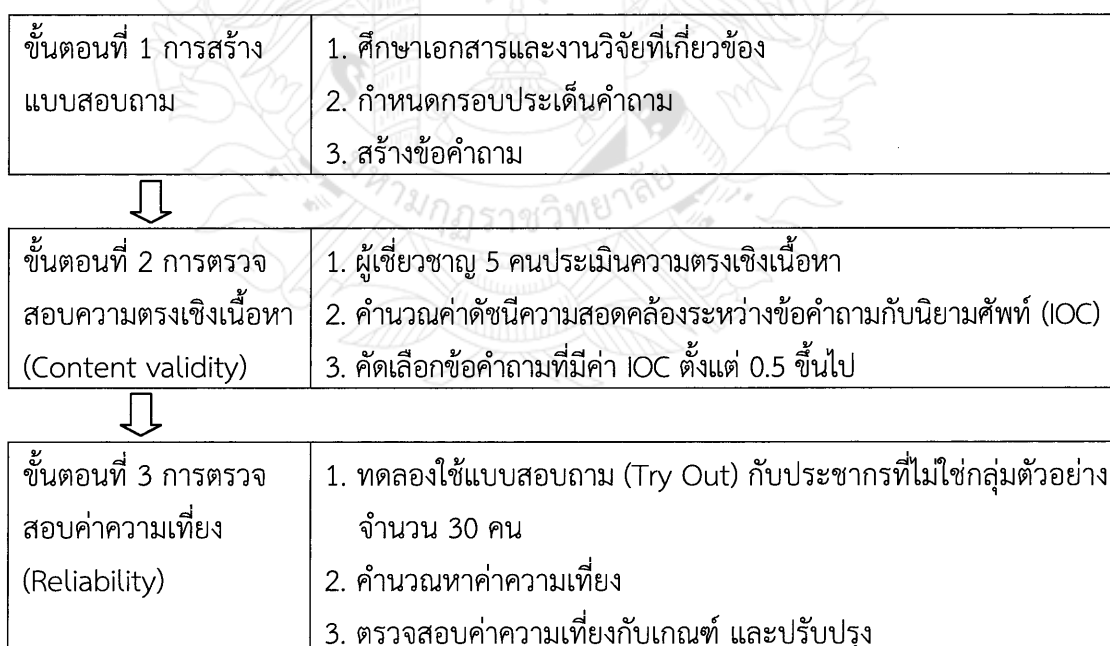 ขั้นตอนที่ 1 การสร้าง
แบบสอบถาม
1. ศึกษาเอกสารและงานวิจัยที่เกี่ยวข้อง
2. กำหนดกรอบประเด็นคำถาม
3. สร้างข้อคำถาม
มหามกุฏราชวิทยาลัย
ขั้นตอนที่ 2 การตรวจ
สอบความตรงเชิงเนื้อหา
(Content validity)
1. ผู้เชี่ยวชาญ 5 คนประเมินความตรงเชิงเนื้อหา
2. คำนวณค่าดัชนีความสอดคล้องระหว่างข้อคำถามกับนิยามศัพท์ (IOC)
3. คัดเลือกข้อคำถามที่มีค่า IOC ตั้งแต่ 0.5 ขึ้นไป
ขั้นตอนที่ 3 การตรวจ
สอบค่าความเที่ยง
(Reliability)
1. ทดลองใช้แบบสอบถาม (Try Out) กับประชากรที่ไม่ใช่กลุ่มตัวอย่าง
จำนวน 30 คน
2. คำนวณหาค่าความเที่ยง
3. ตรวจสอบค่าความเที่ยงกับเกณฑ์ และปรับปรุง